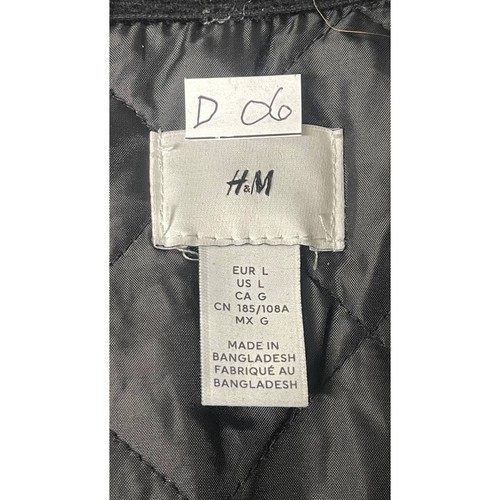 D 06
H&M
EUR L
US L
CA G
CN 185/108A
MX G
MADE IN
BANGLADESH
FABRIQUÉ AU
BANGLADESH